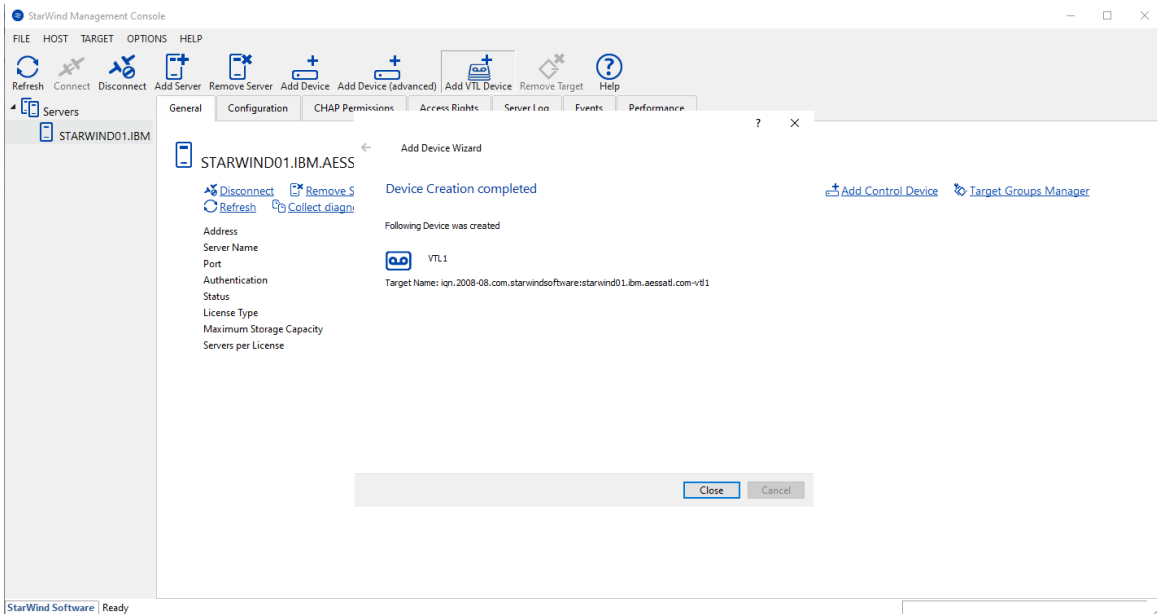 StarWind Management Console
FILE HOST TARGET OPTIONS HELP
Refresh Connect Disconnect Add Server Remove Server Add Device Add Device (advanced) Add VTL Device Remove Target Help
Servers
STARWIND01.IBM
General Configuration CHAP Permissions Access Rights Server Log Events Performance
STARWIND01.IBM.AESS
Disconnect Remove S
Refresh Collect diagn
Address
Server Name
Port
Authentication
Status
License Type
Maximum Storage Capacity
Servers per License
?
Add Device Wizard
Device Creation completed
Following Device was created
VTL1
Target Name: iqn.2008-08.com.starwindsoftware:starwind01.ibm.aessatl.com-vtl1
Close Cancel
Add Control Device Target Groups Manager
StarWind Software Ready